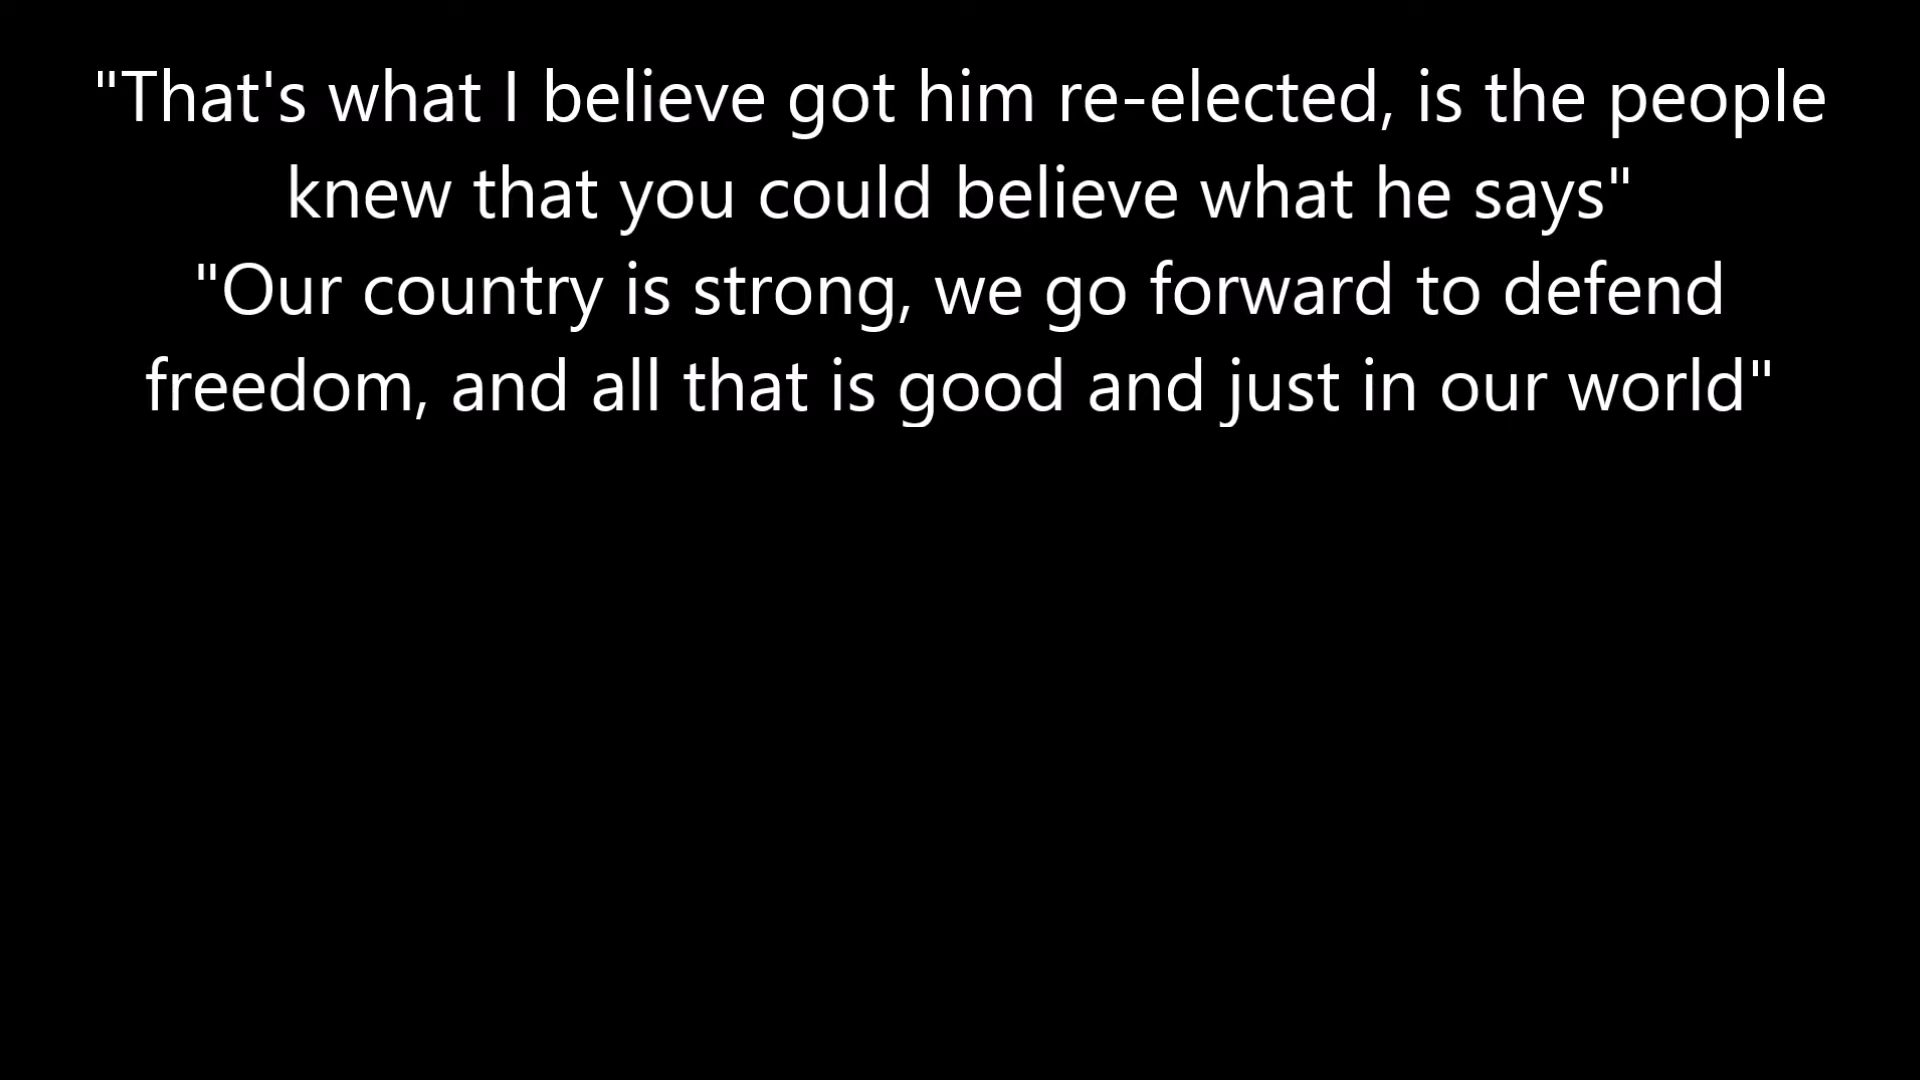 "That's what I believe got him re-elected, is the people
knew that you could believe what he says"
"Our country is strong, we go forward to defend
freedom, and all that is good and just in our world"